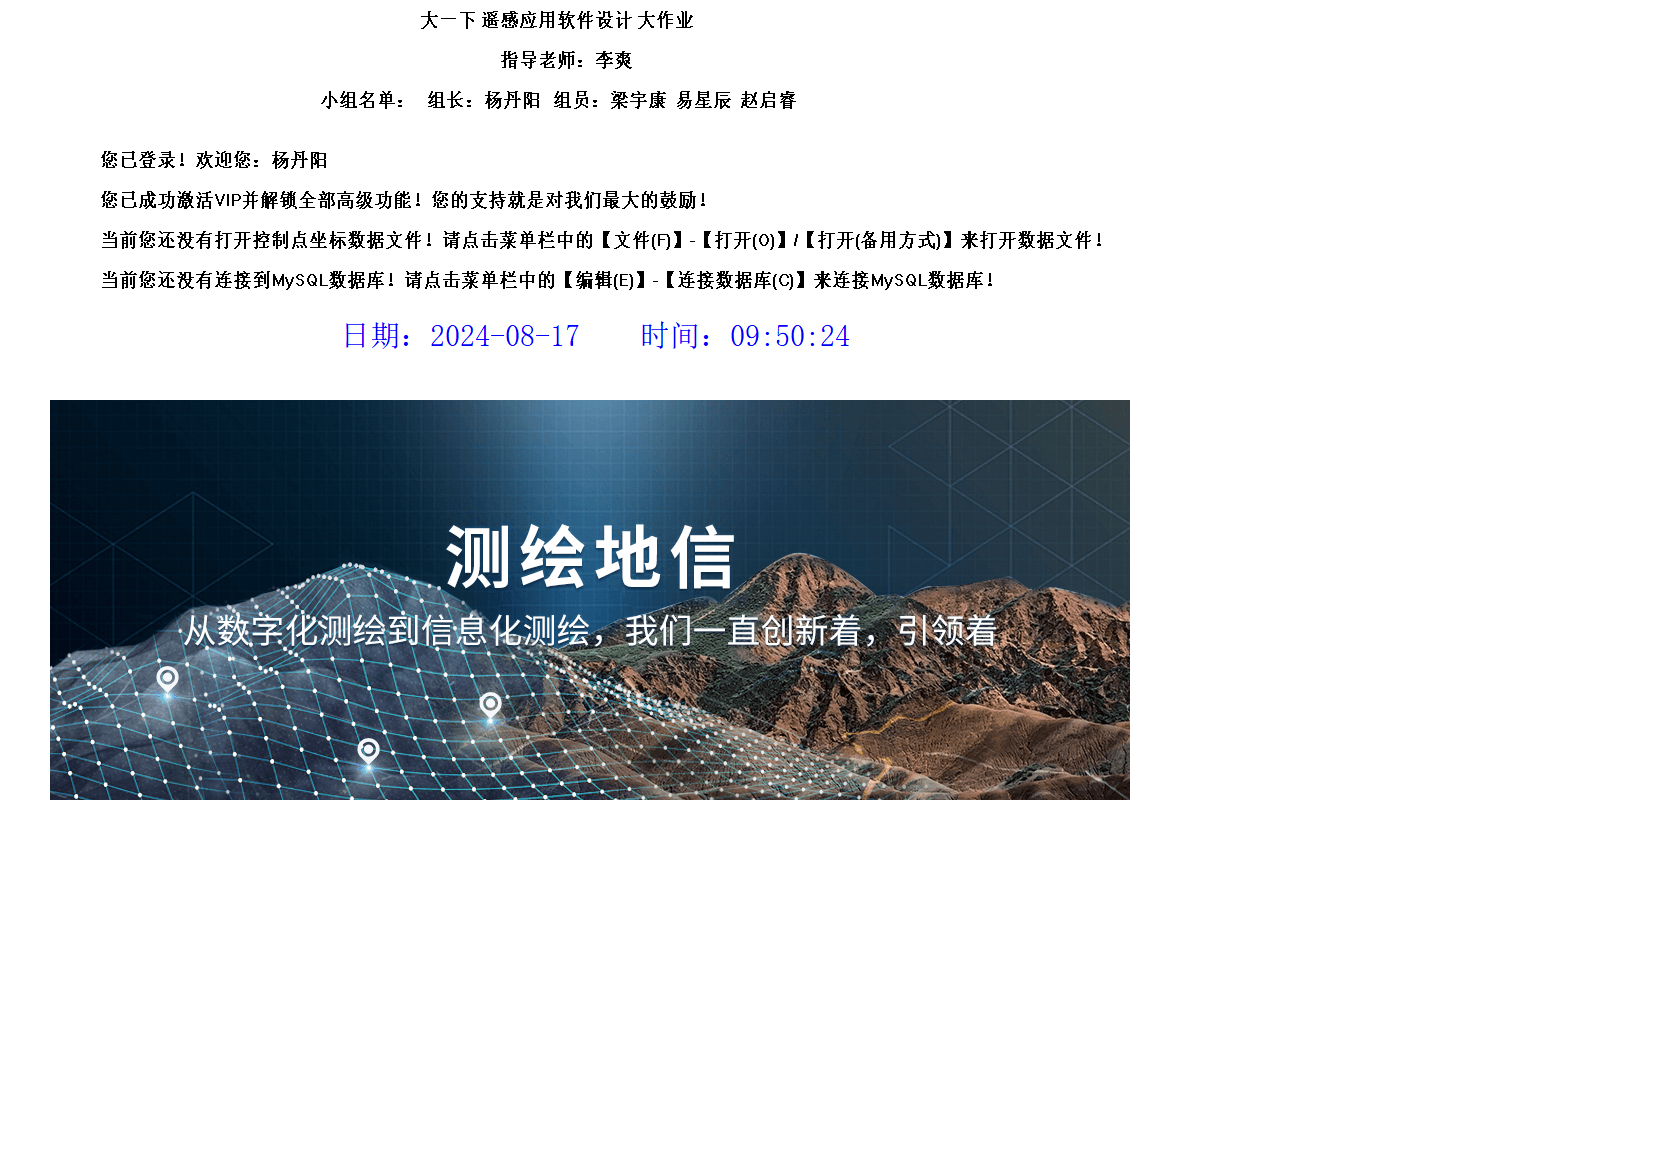 大一下 遥感应用软件设计 大作业
指导老师：李爽
小组名单： 组长：杨丹阳 组员：梁宇康 易星辰 赵启睿
您已登录！欢迎您：杨丹阳
您已成功激活VIP并解锁全部高级功能！您的支持就是对我们最大的鼓励！
当前您还没有打开控制点坐标数据文件！请点击菜单栏中的【文件(F)】-【打开(O)】/【打开(备用方式)】来打开数据文件！
当前您还没有连接到MySQL数据库！请点击菜单栏中的【编辑(E)】-【连接数据库(C)】来连接MySQL数据库！
日期：2024-08-17 时间：09:50:24
测绘地信
从数字化测绘到信息化测绘，我们一直创新着，引领着